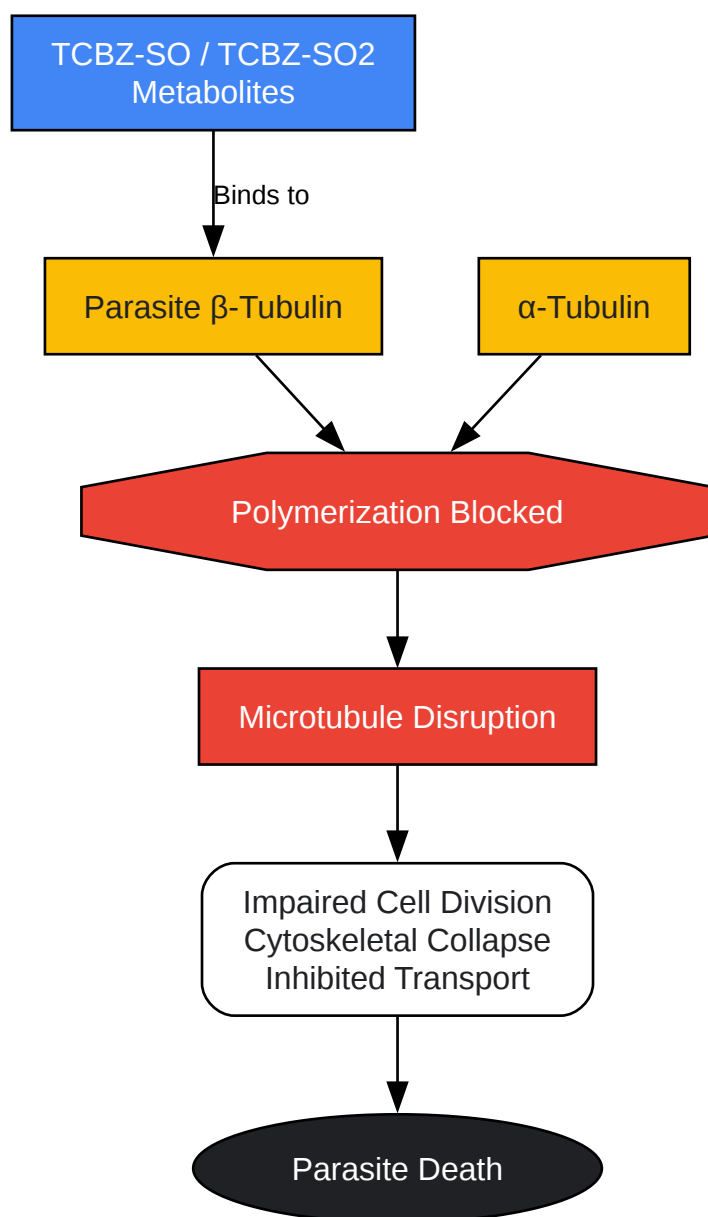 TCBZ-SO / TCBZ-SO2
Metabolites
Binds to
Parasite β-Tubulin
α-Tubulin
Polymerization Blocked
Microtubule Disruption
Impaired Cell Division
Cytoskeletal Collapse
Inhibited Transport
Parasite Death